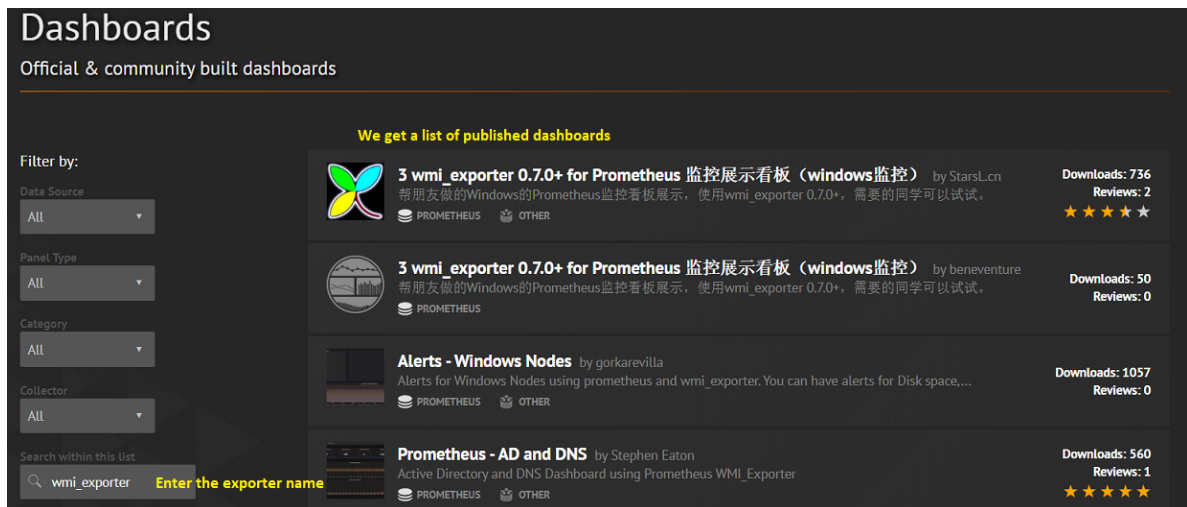 Dashboards
Official & community built dashboards
We get a list of published dashboards
Filter by:
Data Source
All
Panel Type
All
Category
All
Collector
All
Search within this list
wmi_exporter
Enter the exporter name
3 wmi_exporter 0.7.0+ for Prometheus 监控展示看板（windows监控） by StarsL.cn
帮朋友做的Windows的Prometheus监控看板展示，使用wmi_exporter 0.7.0+，需要的同学可以试试。
PROMETHEUS OTHER
Downloads: 736
Reviews: 2
3 wmi_exporter 0.7.0+ for Prometheus 监控展示看板（windows监控） by beneventure
帮朋友做的Windows的Prometheus监控看板展示，使用wmi_exporter 0.7.0+，需要的同学可以试试。
PROMETHEUS
Downloads: 50
Reviews: 0
Alerts - Windows Nodes by gorkarevilla
Alerts for Windows Nodes using prometheus and wmi_exporter. You can have alerts for Disk space,...
PROMETHEUS OTHER
Downloads: 1057
Reviews: 0
Prometheus - AD and DNS by Stephen Eaton
Active Directory and DNS Dashboard using Prometheus WMI_Exporter
PROMETHEUS OTHER
Downloads: 560
Reviews: 1